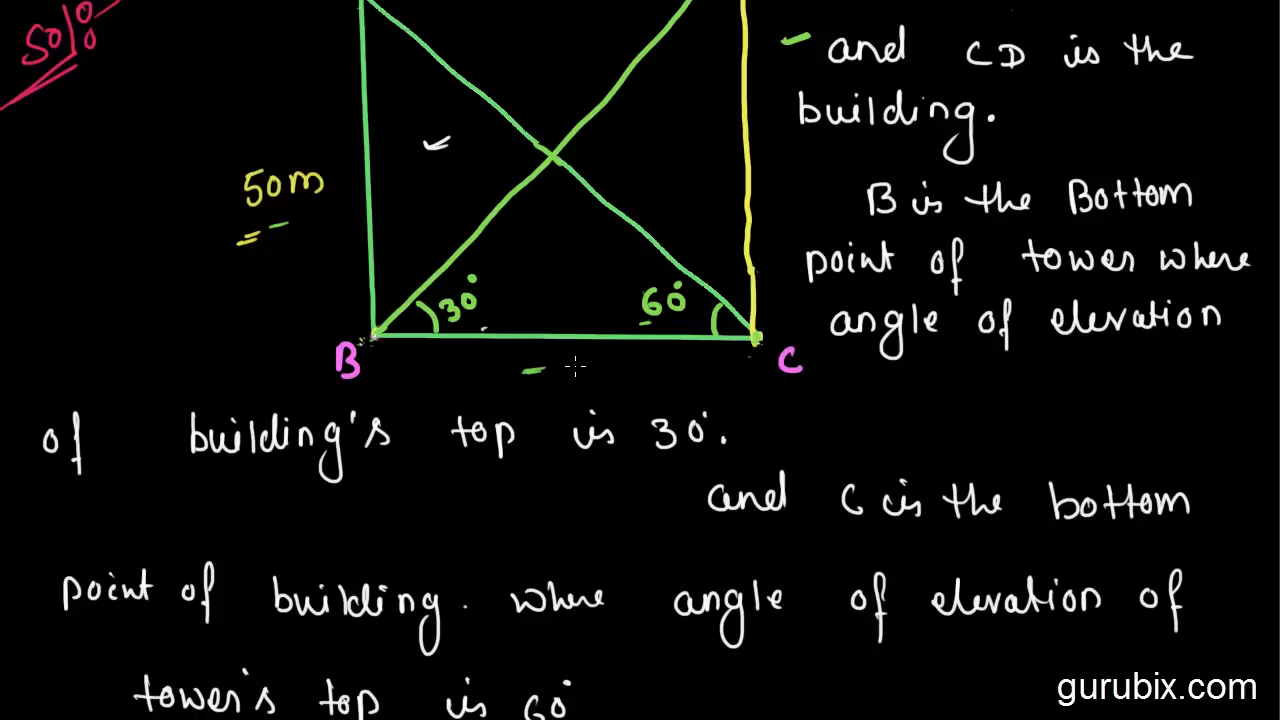 50%
and CD is the
building.
50m
B is the Bottom
point of tower where
30° 60°
angle of elevation
B C
of building's top is 30°.
and C is the bottom
point of building. where angle of elevation of
tower's top is 60°
gurubix.com